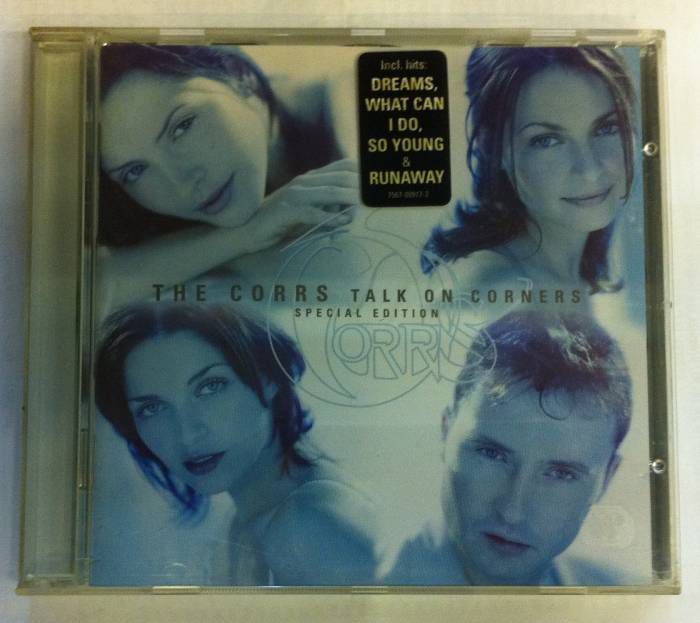 Incl. hits:
DREAMS,
WHAT CAN
I DO,
SO YOUNG
&
RUNAWAY
THE CORRS TALK ON CORNERS
SPECIAL EDITION
CORRS